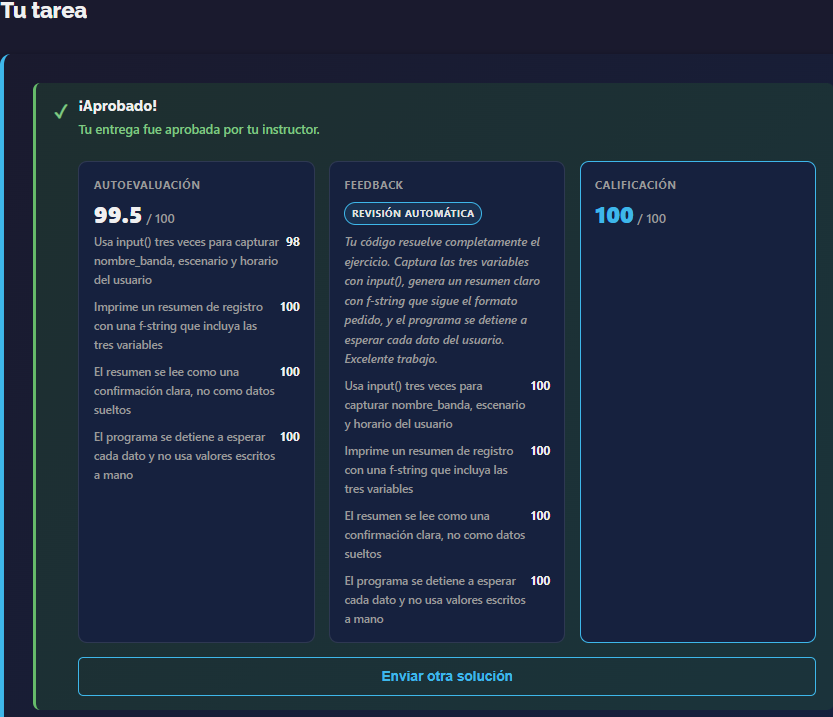 Tu tarea
¡Aprobado!
Tu entrega fue aprobada por tu instructor.
AUTOEVALUACIÓN
99.5 / 100
Usa input() tres veces para capturar 98
nombre_banda, escenario y horario
del usuario
Imprime un resumen de registro 100
con una f-string que incluya las
tres variables
El resumen se lee como una 100
confirmación clara, no como datos
sueltos
El programa se detiene a esperar 100
cada dato y no usa valores escritos
a mano
FEEDBACK
REVISIÓN AUTOMÁTICA
Tu código resuelve completamente el
ejercicio. Captura las tres variables
con input(), genera un resumen claro
con f-string que sigue el formato
pedido, y el programa se detiene a
esperar cada dato del usuario.
Excelente trabajo.
Usa input() tres veces para 100
capturar nombre_banda, escenario
y horario del usuario
Imprime un resumen de registro 100
con una f-string que incluya las
tres variables
El resumen se lee como una 100
confirmación clara, no como datos
sueltos
El programa se detiene a esperar 100
cada dato y no usa valores escritos
a mano
CALIFICACIÓN
100 / 100
Enviar otra solución